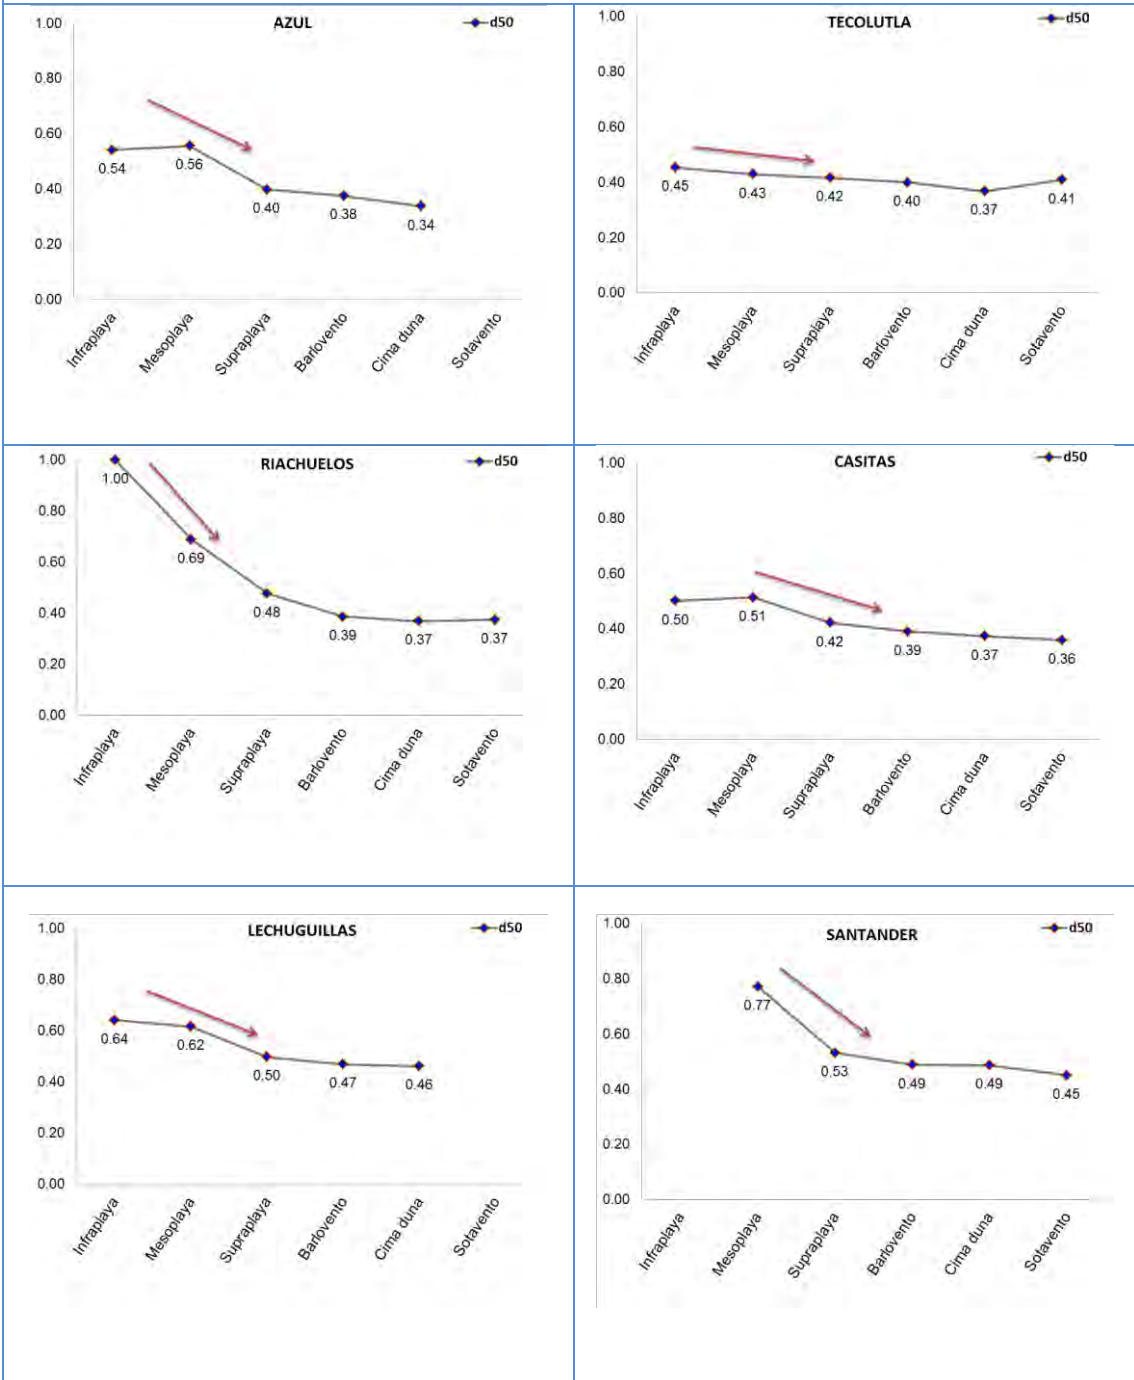 AZUL
d50
1.00
0.80
0.60
0.40
0.20
0.00
0.54
0.56
0.40
0.38
0.34
Infraplaya
Mesoplaya
Supraplaya
Barlovento
Cima duna
Sotavento
TECOLUTLA
d50
1.00
0.80
0.60
0.40
0.20
0.00
0.45
0.43
0.42
0.40
0.37
0.41
Infraplaya
Mesoplaya
Supraplaya
Barlovento
Cima duna
Sotavento
RIACHUELOS
d50
1.00
0.80
0.60
0.40
0.20
0.00
1.00
0.69
0.48
0.39
0.37
0.37
Infraplaya
Mesoplaya
Supraplaya
Barlovento
Cima duna
Sotavento
CASITAS
d50
1.00
0.80
0.60
0.40
0.20
0.00
0.50
0.51
0.42
0.39
0.37
0.36
Infraplaya
Mesoplaya
Supraplaya
Barlovento
Cima duna
Sotavento
LECHUGUILLAS
d50
1.00
0.80
0.60
0.40
0.20
0.00
0.64
0.62
0.50
0.47
0.46
Infraplaya
Mesoplaya
Supraplaya
Barlovento
Cima duna
Sotavento
SANTANDER
d50
1.00
0.80
0.60
0.40
0.20
0.00
0.77
0.53
0.49
0.49
0.45
Infraplaya
Mesoplaya
Supraplaya
Barlovento
Cima duna
Sotavento